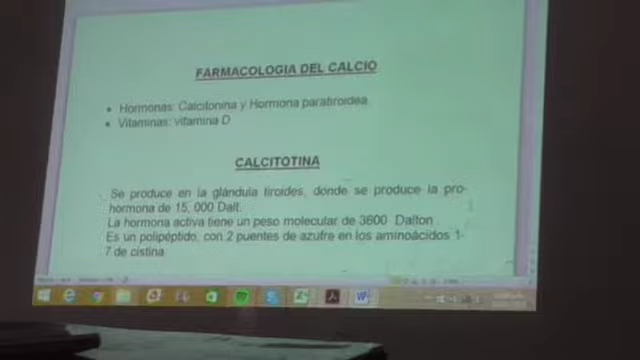 FARMACOLOGIA DEL CALCIO
• Hormonas: Calcitonina y Hormona paratiroidea.
• Vitaminas: vitamina D
CALCITOTINA
Se produce en la glándula tiroides, donde se produce la pro-
hormona de 15, 000 Dalt.
La hormona activa tiene un peso molecular de 3600 Dalton
Es un polipéptido, con 2 puentes de azufre en los aminoácidos 1-
7 de cistina